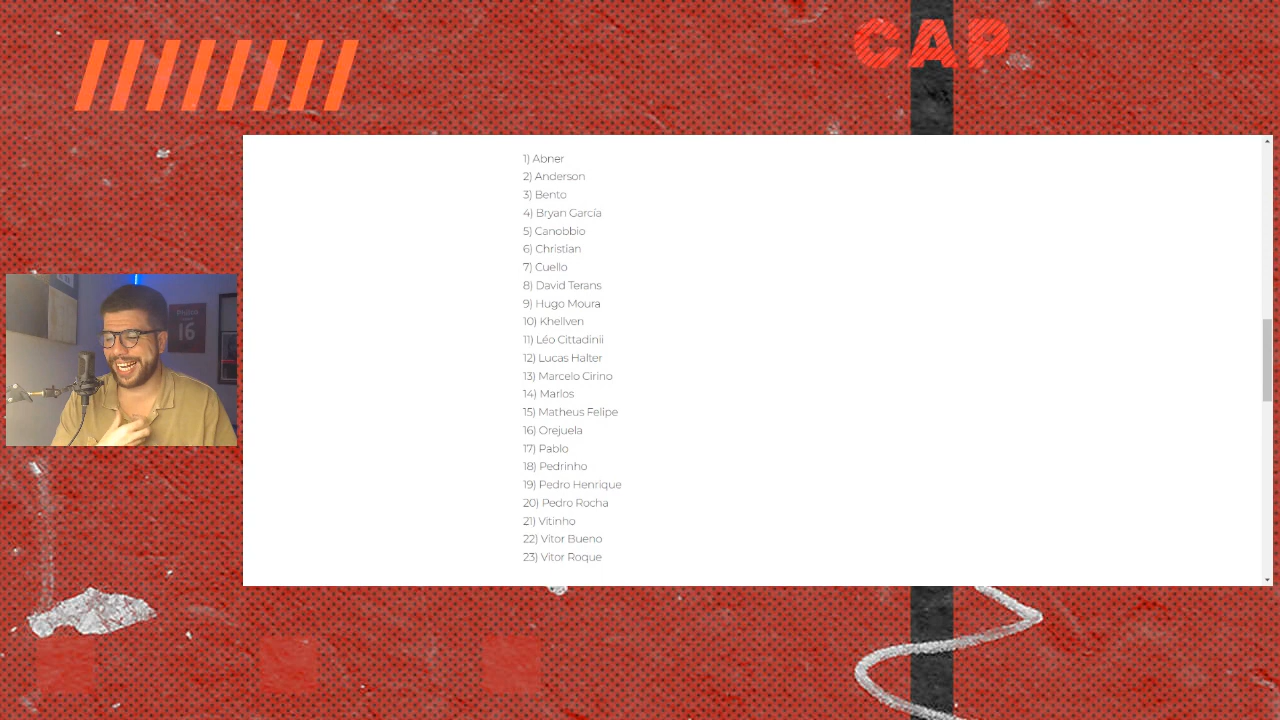 CAP
1) Abner
2) Anderson
3) Bento
4) Bryan García
5) Canobbio
6) Christian
7) Cuello
8) David Terans
9) Hugo Moura
10) Khellven
11) Léo Cittadinii
12) Lucas Halter
13) Marcelo Cirino
14) Marlos
15) Matheus Felipe
16) Orejuela
17) Pablo
18) Pedrinho
19) Pedro Henrique
20) Pedro Rocha
21) Vitinho
22) Vitor Bueno
23) Vitor Roque
16